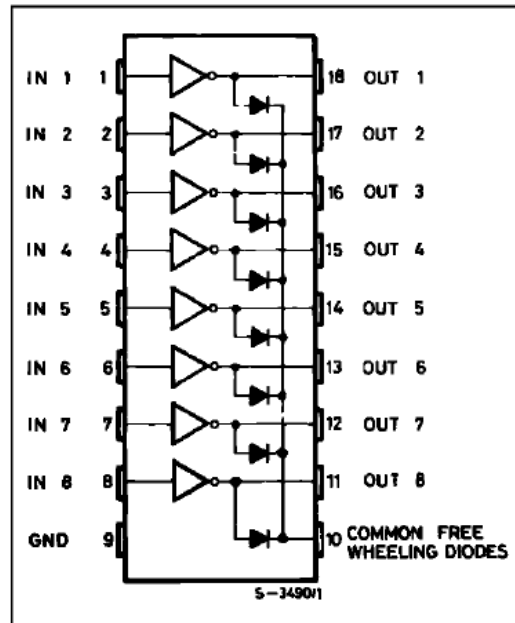 IN 1 1 18 OUT 1
IN 2 2 17 OUT 2
IN 3 3 16 OUT 3
IN 4 4 15 OUT 4
IN 5 5 14 OUT 5
IN 6 6 13 OUT 6
IN 7 7 12 OUT 7
IN 8 8 11 OUT 8
GND 9 10 COMMON FREE
WHEELING DIODES
S-3490/1